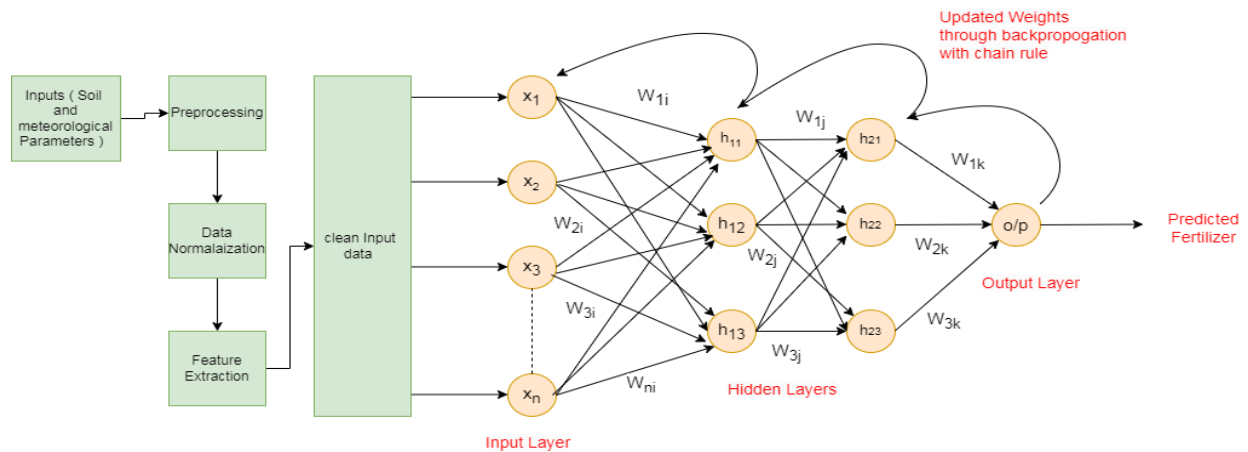 Inputs ( Soil
and
meteorological
Parameters )
Preprocessing
Data
Normalaization
Feature
Extraction
clean Input
data
x1
x2
x3
xn
Input Layer
W1i
W2i
W3i
Wni
h11
h12
h13
Hidden Layers
W1j
W2j
W3j
h21
h22
h23
W1k
W2k
W3k
o/p
Output Layer
Updated Weights
through backpropogation
with chain rule
Predicted
Fertilizer